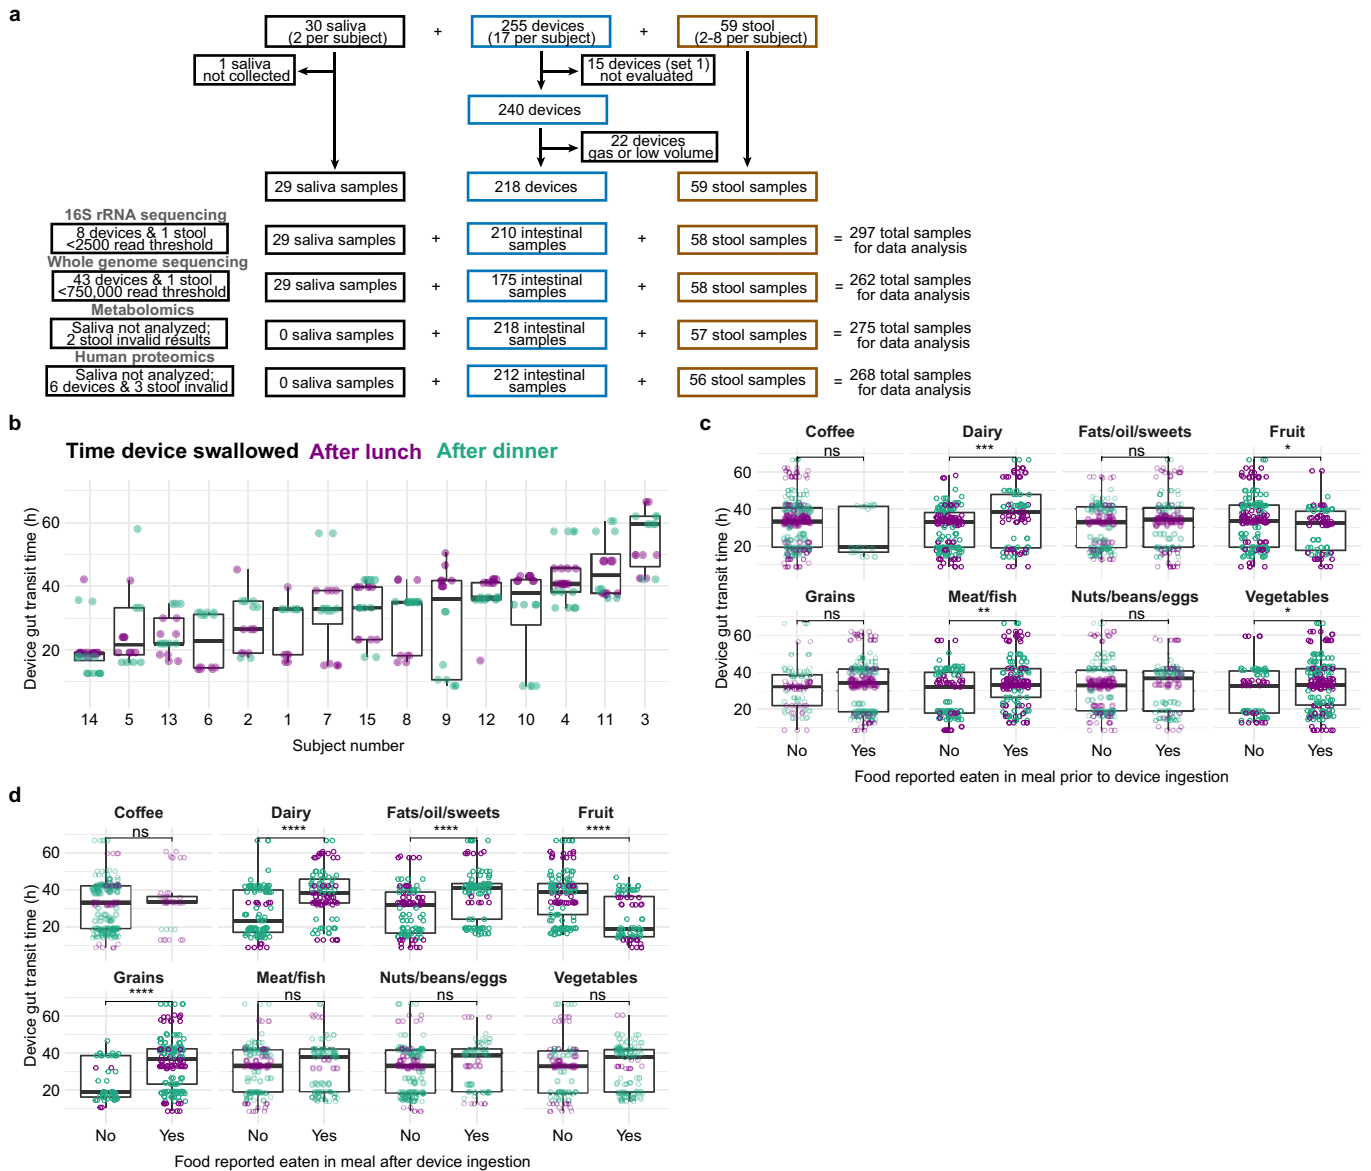 a
30 saliva
(2 per subject)
+
255 devices
(17 per subject)
+
59 stool
(2-8 per subject)
1 saliva
not collected
15 devices (set 1)
not evaluated
240 devices
22 devices
gas or low volume
29 saliva samples
218 devices
59 stool samples
16S rRNA sequencing
8 devices & 1 stool
<2500 read threshold
29 saliva samples
+
210 intestinal
samples
+
58 stool samples
= 297 total samples
for data analysis
Whole genome sequencing
43 devices & 1 stool
<750,000 read threshold
29 saliva samples
+
175 intestinal
samples
+
58 stool samples
= 262 total samples
for data analysis
Metabolomics
Saliva not analyzed;
2 stool invalid results
0 saliva samples
+
218 intestinal
samples
+
57 stool samples
= 275 total samples
for data analysis
Human proteomics
Saliva not analyzed;
6 devices & 3 stool invalid
0 saliva samples
+
212 intestinal
samples
+
56 stool samples
= 268 total samples
for data analysis
b
Time device swallowed After lunch After dinner
Device gut transit time (h)
60
40
20
14 5 13 6 2 1 7 15 8 9 12 10 4 11 3
Subject number
c
Coffee Dairy Fats/oil/sweets Fruit
ns *** ns *
60
40
20
Grains Meat/fish Nuts/beans/eggs Vegetables
ns ** ns *
60
40
20
Device gut transit time (h)
No Yes No Yes No Yes No Yes
Food reported eaten in meal prior to device ingestion
d
Coffee Dairy Fats/oil/sweets Fruit
ns **** **** ****
60
40
20
Grains Meat/fish Nuts/beans/eggs Vegetables
**** ns ns ns
60
40
20
Device gut transit time (h)
No Yes No Yes No Yes No Yes
Food reported eaten in meal after device ingestion